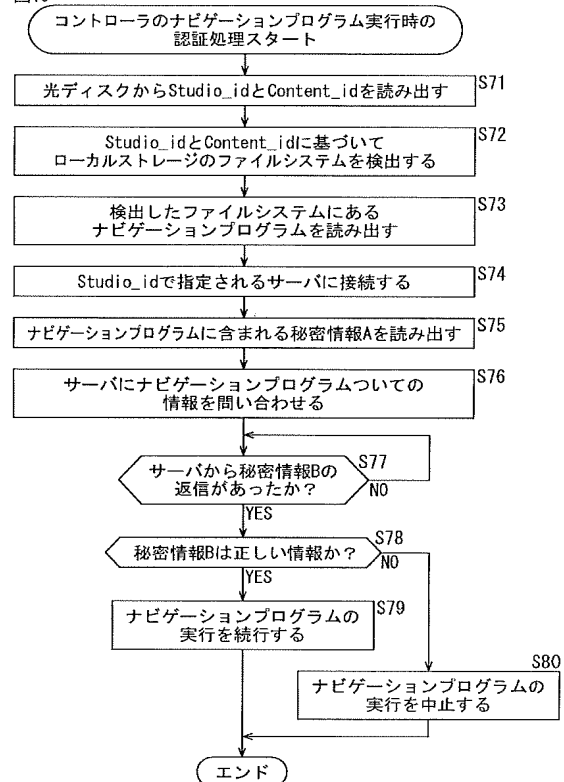 コントローラのナビゲーションプログラム実行時の
認証処理スタート
光ディスクからStudio_idとContent_idを読み出す
S71
Studio_idとContent_idに基づいて
ローカルストレージのファイルシステムを検出する
S72
検出したファイルシステムにある
ナビゲーションプログラムを読み出す
S73
Studio_idで指定されるサーバに接続する
S74
ナビゲーションプログラムに含まれる秘密情報Aを読み出す
S75
サーバにナビゲーションプログラムついての
情報を問い合わせる
S76
サーバから秘密情報Bの
返信があったか?
S77
NO
YES
秘密情報Bは正しい情報か?
S78
NO
YES
ナビゲーションプログラムの
実行を続行する
S79
S80
ナビゲーションプログラムの
実行を中止する
エンド